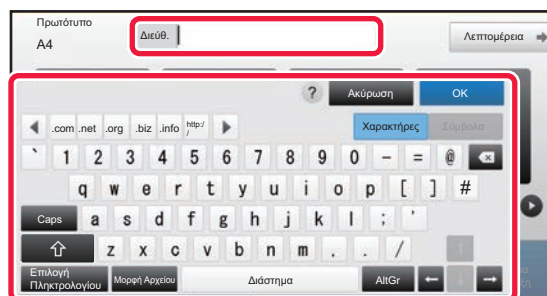 Πρωτότυπο
A4
Διεύθ.
Λεπτομέρεια
? Ακύρωση OK
.com .net .org .biz .info http:// Χαρακτήρες Σύμβολα
` 1 2 3 4 5 6 7 8 9 0 - = @
q w e r t y u i o p [ ] #
Caps a s d f g h j k l ; '
z x c v b n m , . /
Επιλογή Πληκτρολογίου Μορφή Αρχείου Διάστημα AltGr